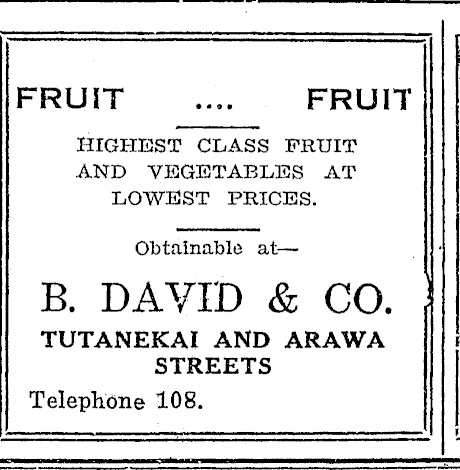 FRUIT .... FRUIT
HIGHEST CLASS FRUIT
AND VEGETABLES AT
LOWEST PRICES.
Obtainable at—
B. DAVID & CO.
TUTANEKAI AND ARAWA
STREETS
Telephone 108.